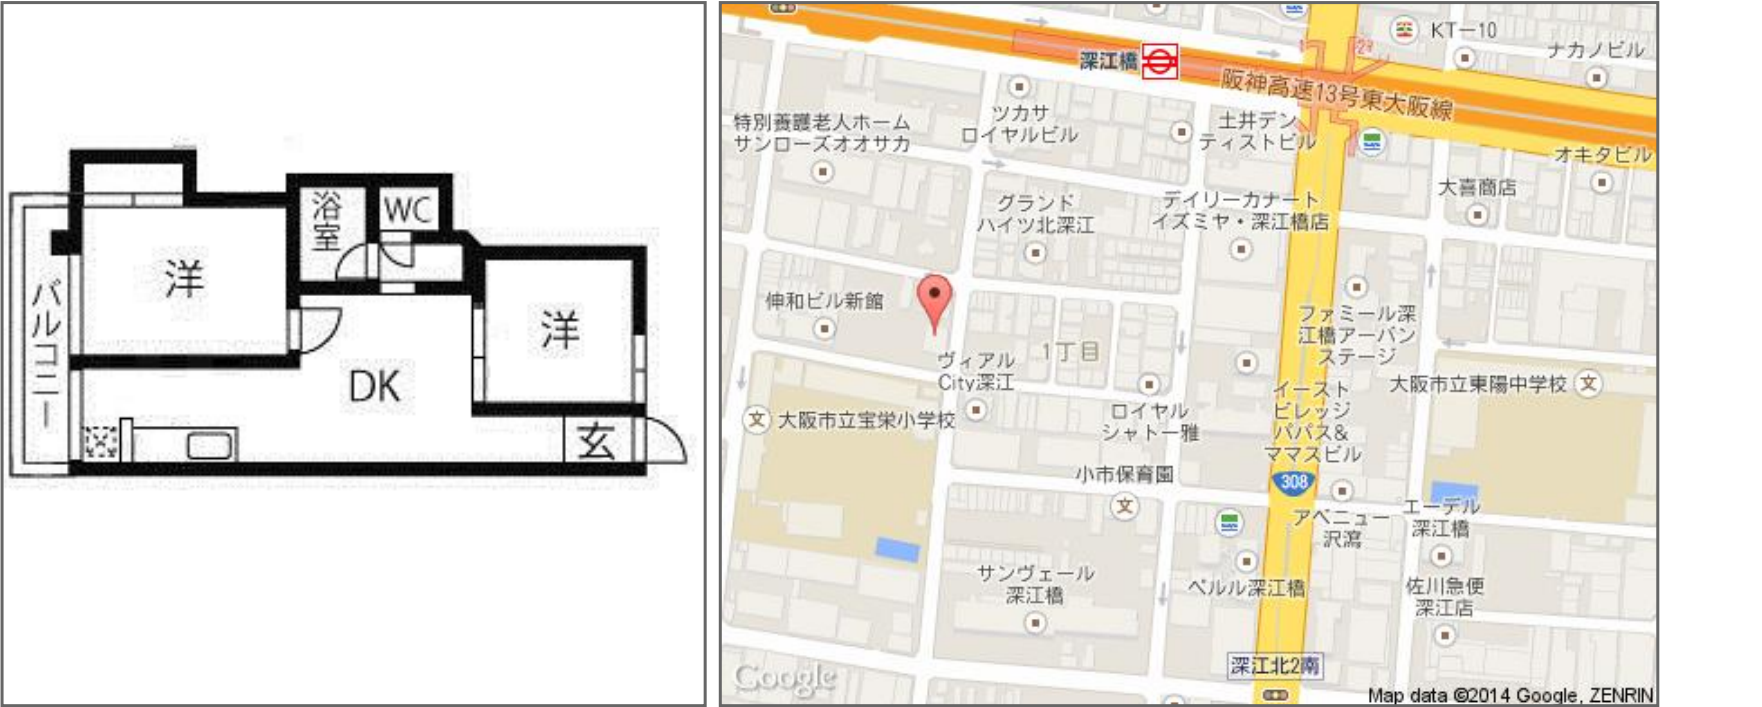 浴室
WC
洋
バルコニー
洋
DK
玄
深江橋
阪神高速13号東大阪線
KT-10
ナカノビル
特別養護老人ホーム
サンローズオオサカ
ツカサ
ロイヤルビル
土井デン
ティストビル
オキタビル
大喜商店
グランド
ハイツ北深江
デイリーカナート
イズミヤ・深江橋店
伸和ビル新館
ファミール深
江橋アーバン
ステージ
1丁目
ヴィアル
City深江
大阪市立東陽中学校
文
イースト
ビレッジ
パパス&
ママスビル
文
大阪市立宝栄小学校
ロイヤル
シャトー雅
小市保育園
文
308
アベニュー
沢瀉
エーデル
深江橋
サンヴェール
深江橋
ベルル深江橋
佐川急便
深江店
深江北2南
Google
Map data ©2014 Google, ZENRIN